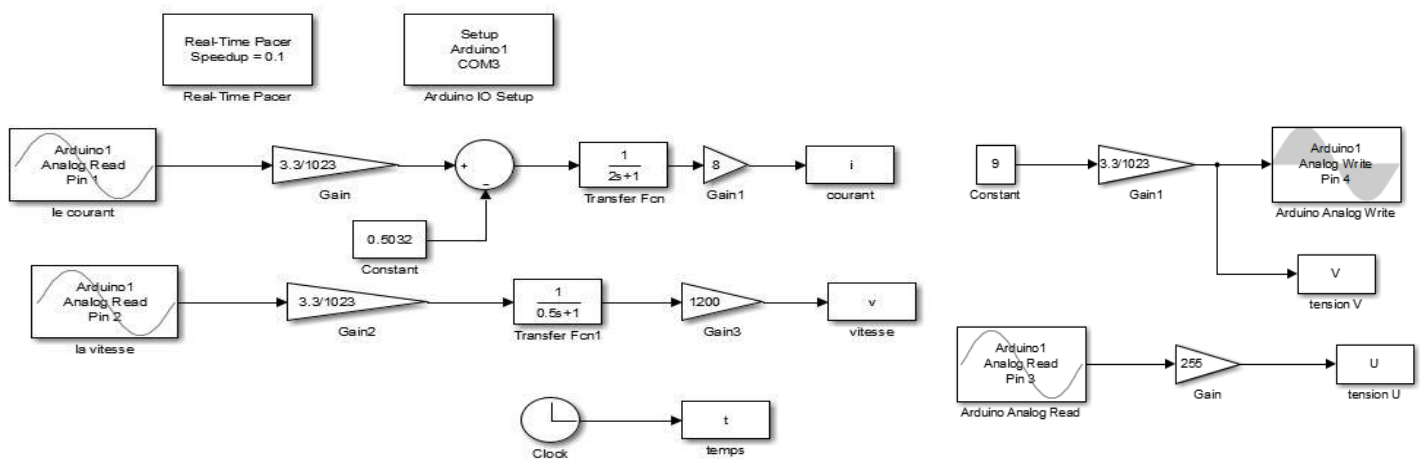 Real-Time Pacer
Speedup = 0.1
Real-Time Pacer
Setup
Arduino1
COM3
Arduino IO Setup
Arduino1
Analog Read
Pin 1
le courant
3.3/1023
Gain
+
−
1
2s+1
Transfer Fcn
8
Gain1
i
courant
0.5032
Constant
Arduino1
Analog Read
Pin 2
la vitesse
3.3/1023
Gain2
1
0.5s+1
Transfer Fcn1
1200
Gain3
v
vitesse
Clock
t
temps
9
Constant
3.3/1023
Gain1
Arduino1
Analog Write
Pin 4
Arduino Analog Write
V
tension V
Arduino1
Analog Read
Pin 3
Arduino Analog Read
255
Gain
U
tension U